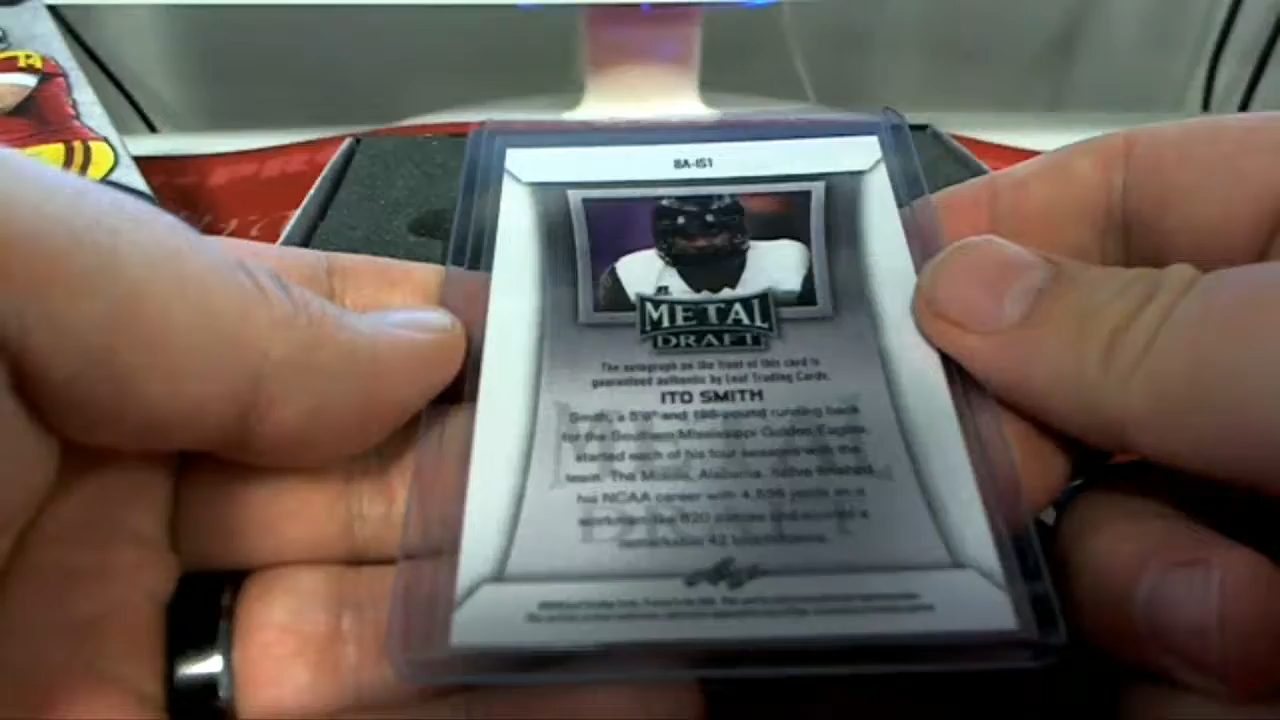 BA-IS1
METAL
DRAFT
The autograph on the front of this card is
guaranteed authentic by Leaf Trading Cards.
ITO SMITH
Smith, a 5'9" and 195-pound running back
for the Southern Mississippi Golden Eagles
started each of his four seasons with the
team. The Mobile, Alabama, native finished
his NCAA career with 4,536 yards on a
workman-like 820 carries and scored a
remarkable 42 touchdowns.
Leaf